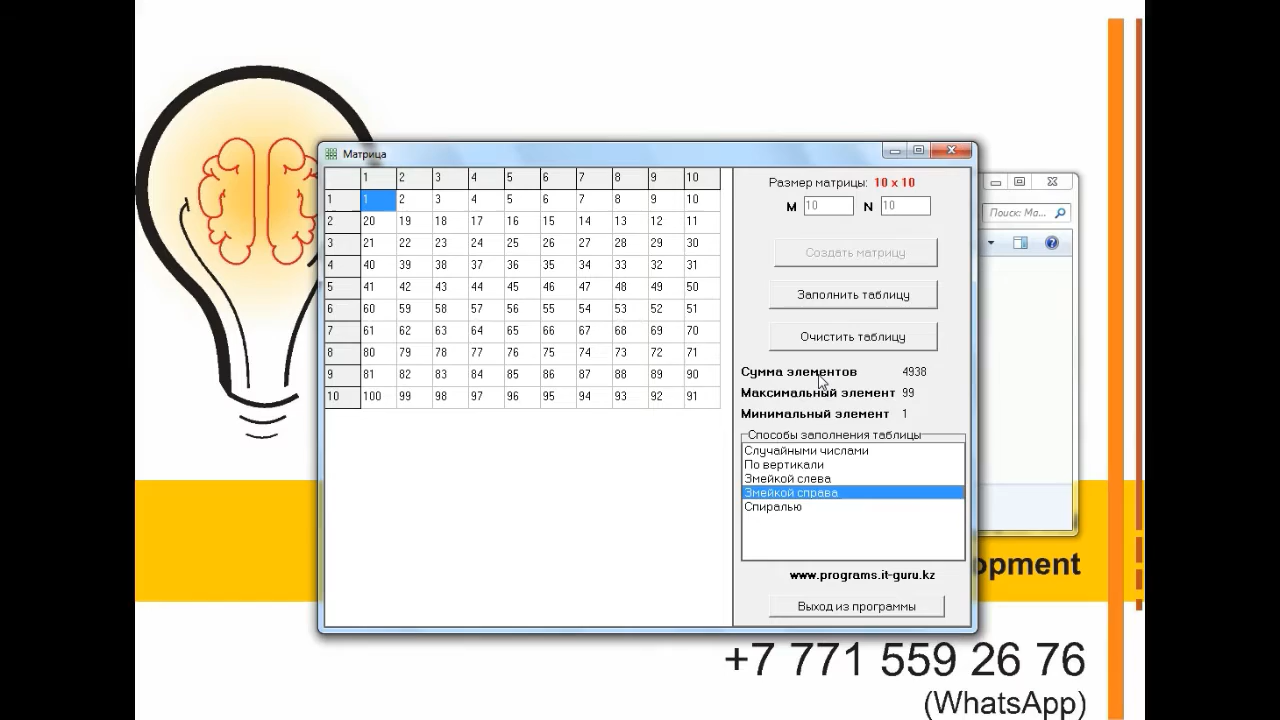 Матрица
1 2 3 4 5 6 7 8 9 10
1 1 2 3 4 5 6 7 8 9 10
2 20 19 18 17 16 15 14 13 12 11
3 21 22 23 24 25 26 27 28 29 30
4 40 39 38 37 36 35 34 33 32 31
5 41 42 43 44 45 46 47 48 49 50
6 60 59 58 57 56 55 54 53 52 51
7 61 62 63 64 65 66 67 68 69 70
8 80 79 78 77 76 75 74 73 72 71
9 81 82 83 84 85 86 87 88 89 90
10 100 99 98 97 96 95 94 93 92 91
Размер матрицы: 10 x 10
M 10 N 10
Создать матрицу
Заполнить таблицу
Очистить таблицу
Сумма элементов 4938
Максимальный элемент 99
Минимальный элемент 1
Способы заполнения таблицы
Случайными числами
По вертикали
Змейкой слева
Змейкой справа
Спиралью
www.programs.it-guru.kz
Выход из программы
Поиск: Ма...
opment
+7 771 559 26 76
(WhatsApp)